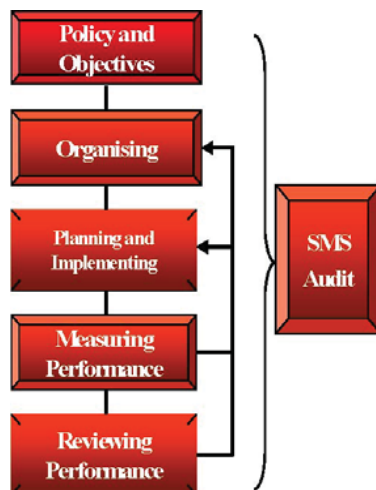 Policy and
Objectives
Organising
Planning and
Implementing
SMS
Audit
Measuring
Performance
Reviewing
Performance